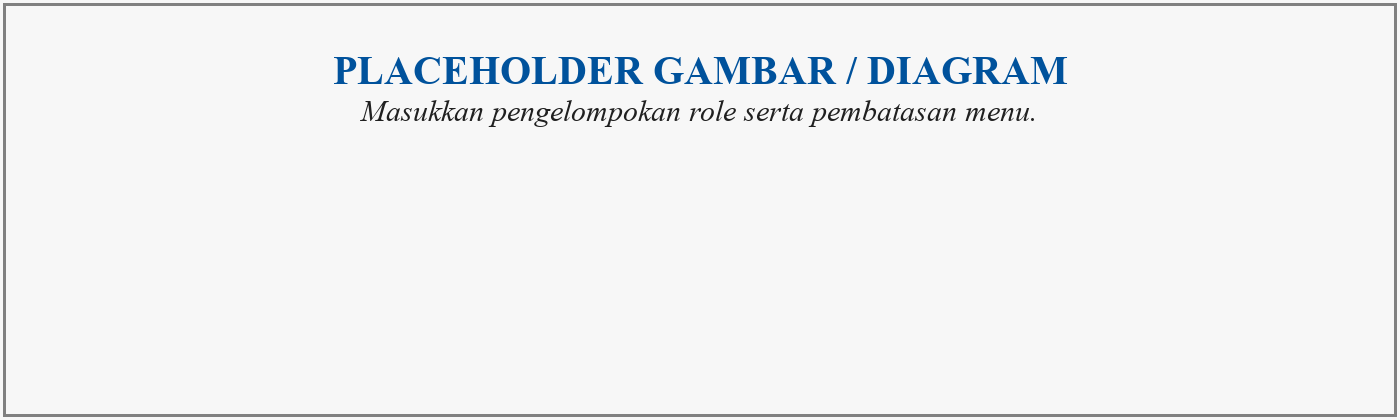 PLACEHOLDER GAMBAR / DIAGRAM
Masukkan pengelompokan role serta pembatasan menu.